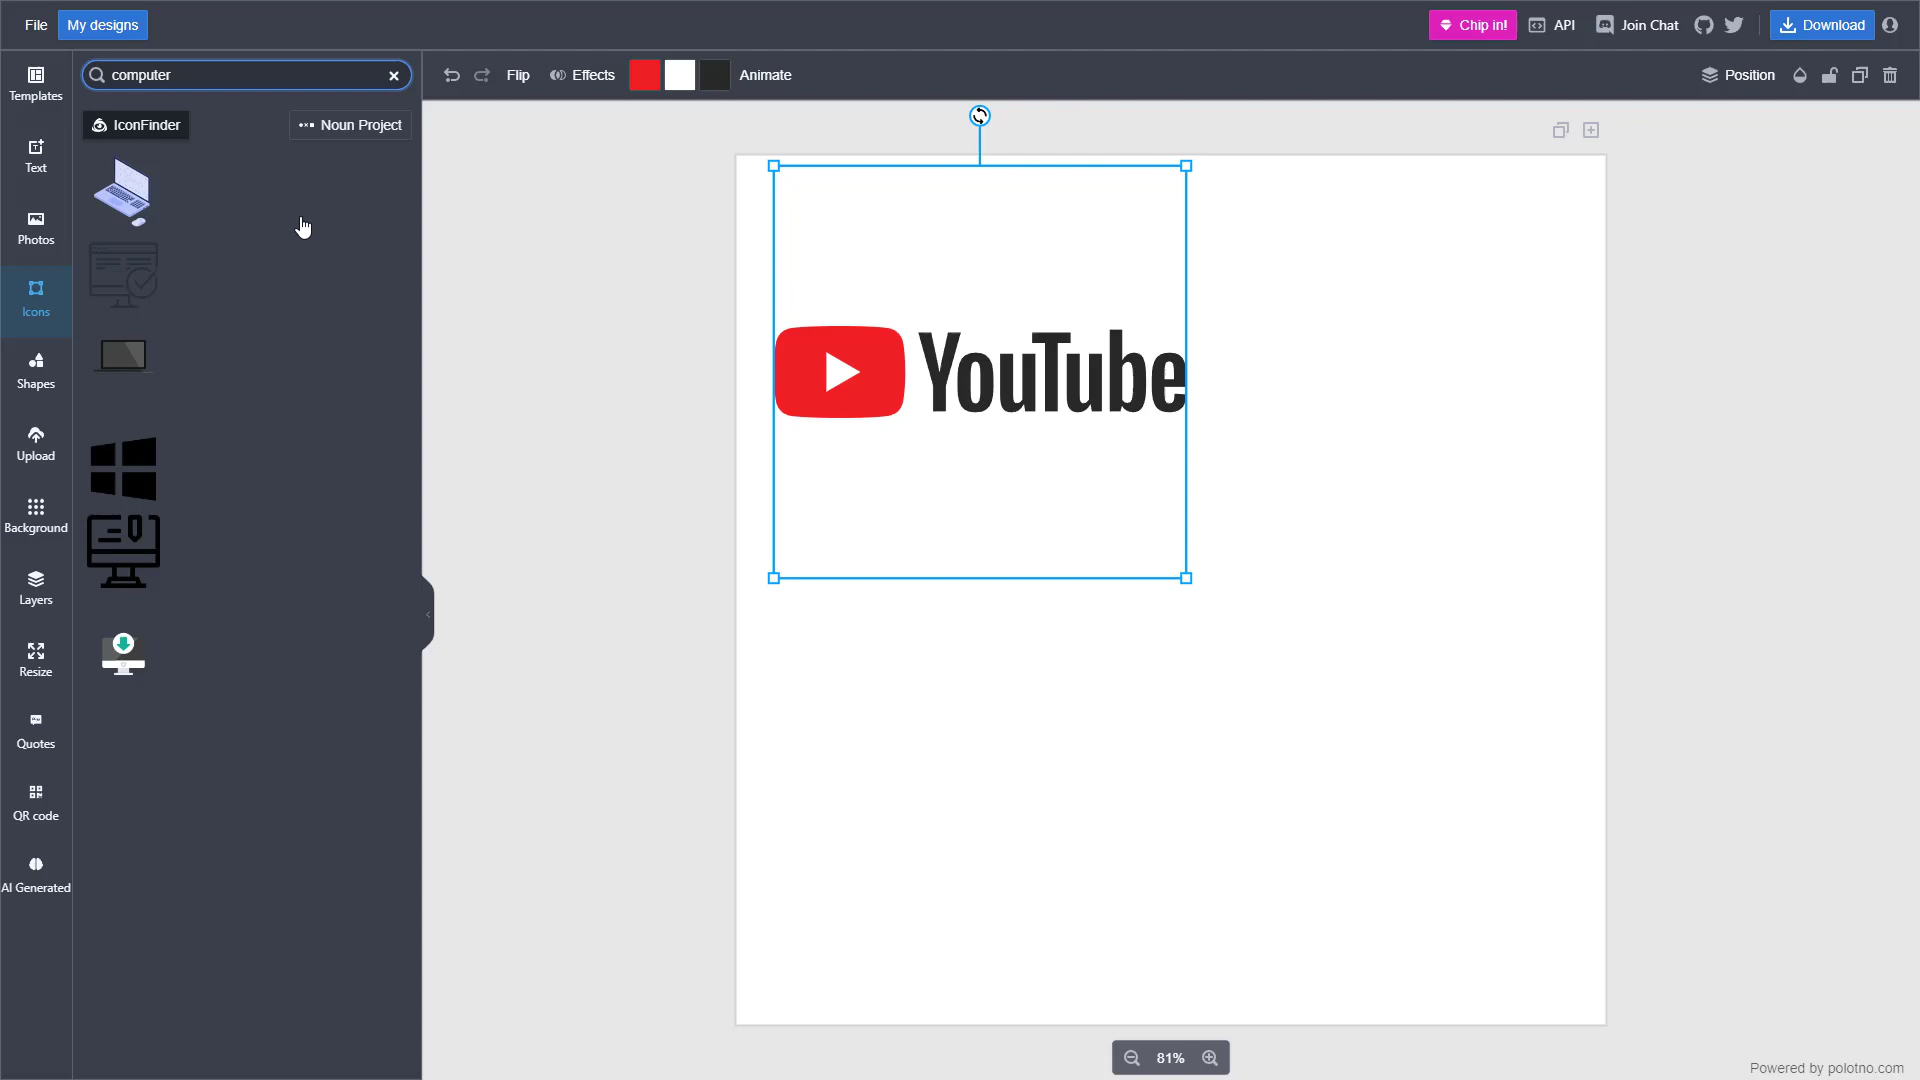 File
My designs
Chip in!
API
Join Chat
Download
computer
Flip
Effects
Animate
Position
Templates
IconFinder
Noun Project
Text
Photos
Icons
Shapes
Upload
Background
Layers
Resize
Quotes
QR code
AI Generated
YouTube
81%
Powered by polotno.com